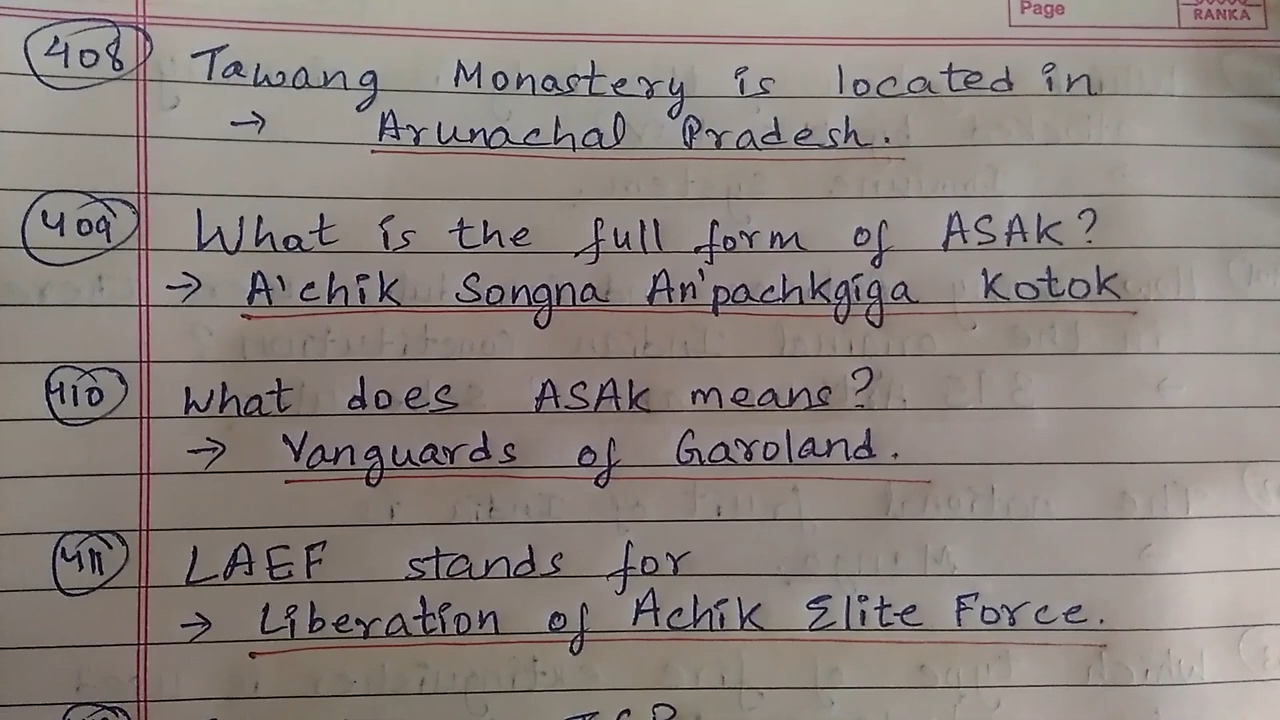 Page
RANKA
408 Tawang Monastery is located in
→ Arunachal Pradesh.
409 What is the full form of ASAK?
→ A'chik Songna An'pachkgiga Kotok
410 What does ASAK means?
→ Vanguards of Garoland.
411 LAEF stands for
→ Liberation of Achik Elite Force.